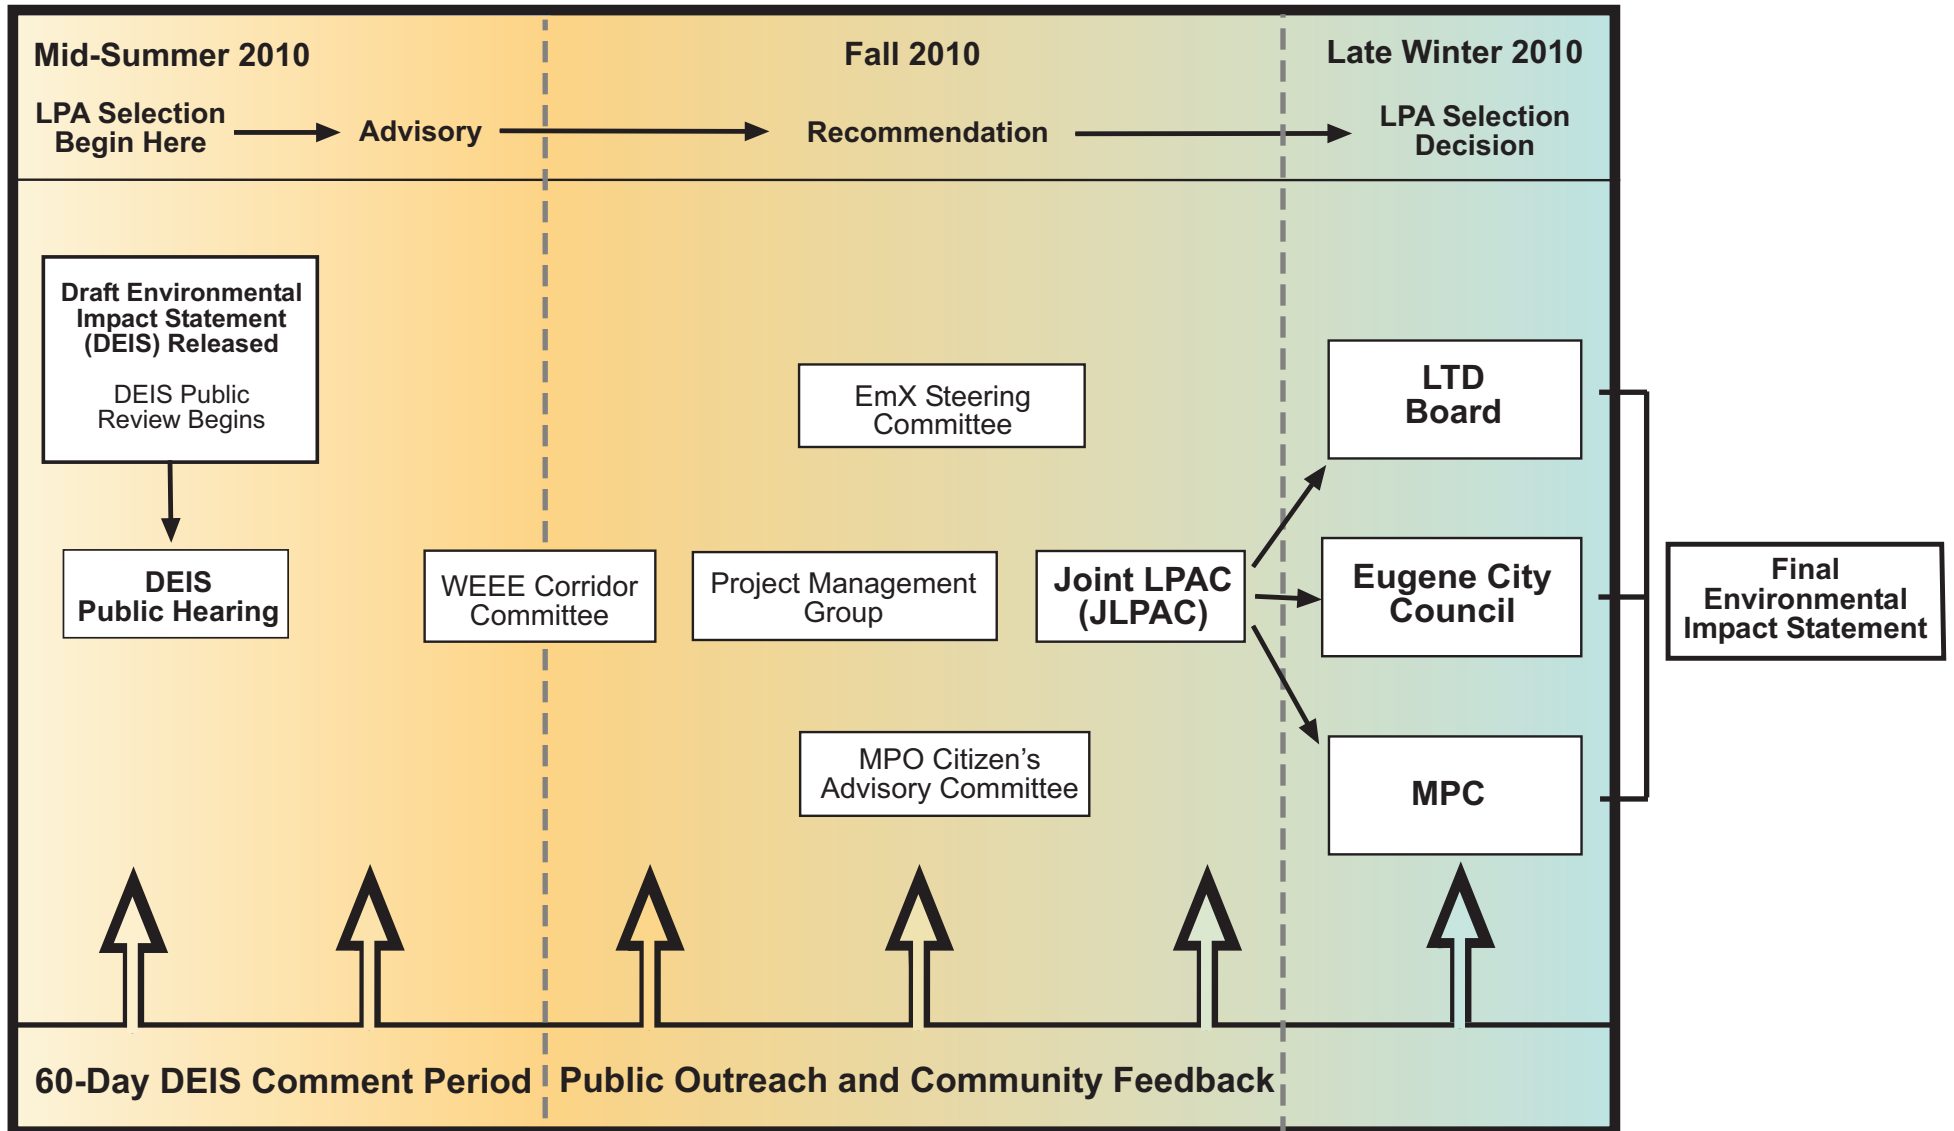 Mid-Summer 2010
Fall 2010
Late Winter 2010
LPA Selection
Begin Here
Advisory
Recommendation
LPA Selection
Decision
Draft Environmental
Impact Statement
(DEIS) Released
DEIS Public
Review Begins
DEIS
Public Hearing
WEEE Corridor
Committee
EmX Steering
Committee
Project Management
Group
MPO Citizen’s
Advisory Committee
Joint LPAC
(JLPAC)
LTD
Board
Eugene City
Council
MPC
Final
Environmental
Impact Statement
60-Day DEIS Comment Period
Public Outreach and Community Feedback